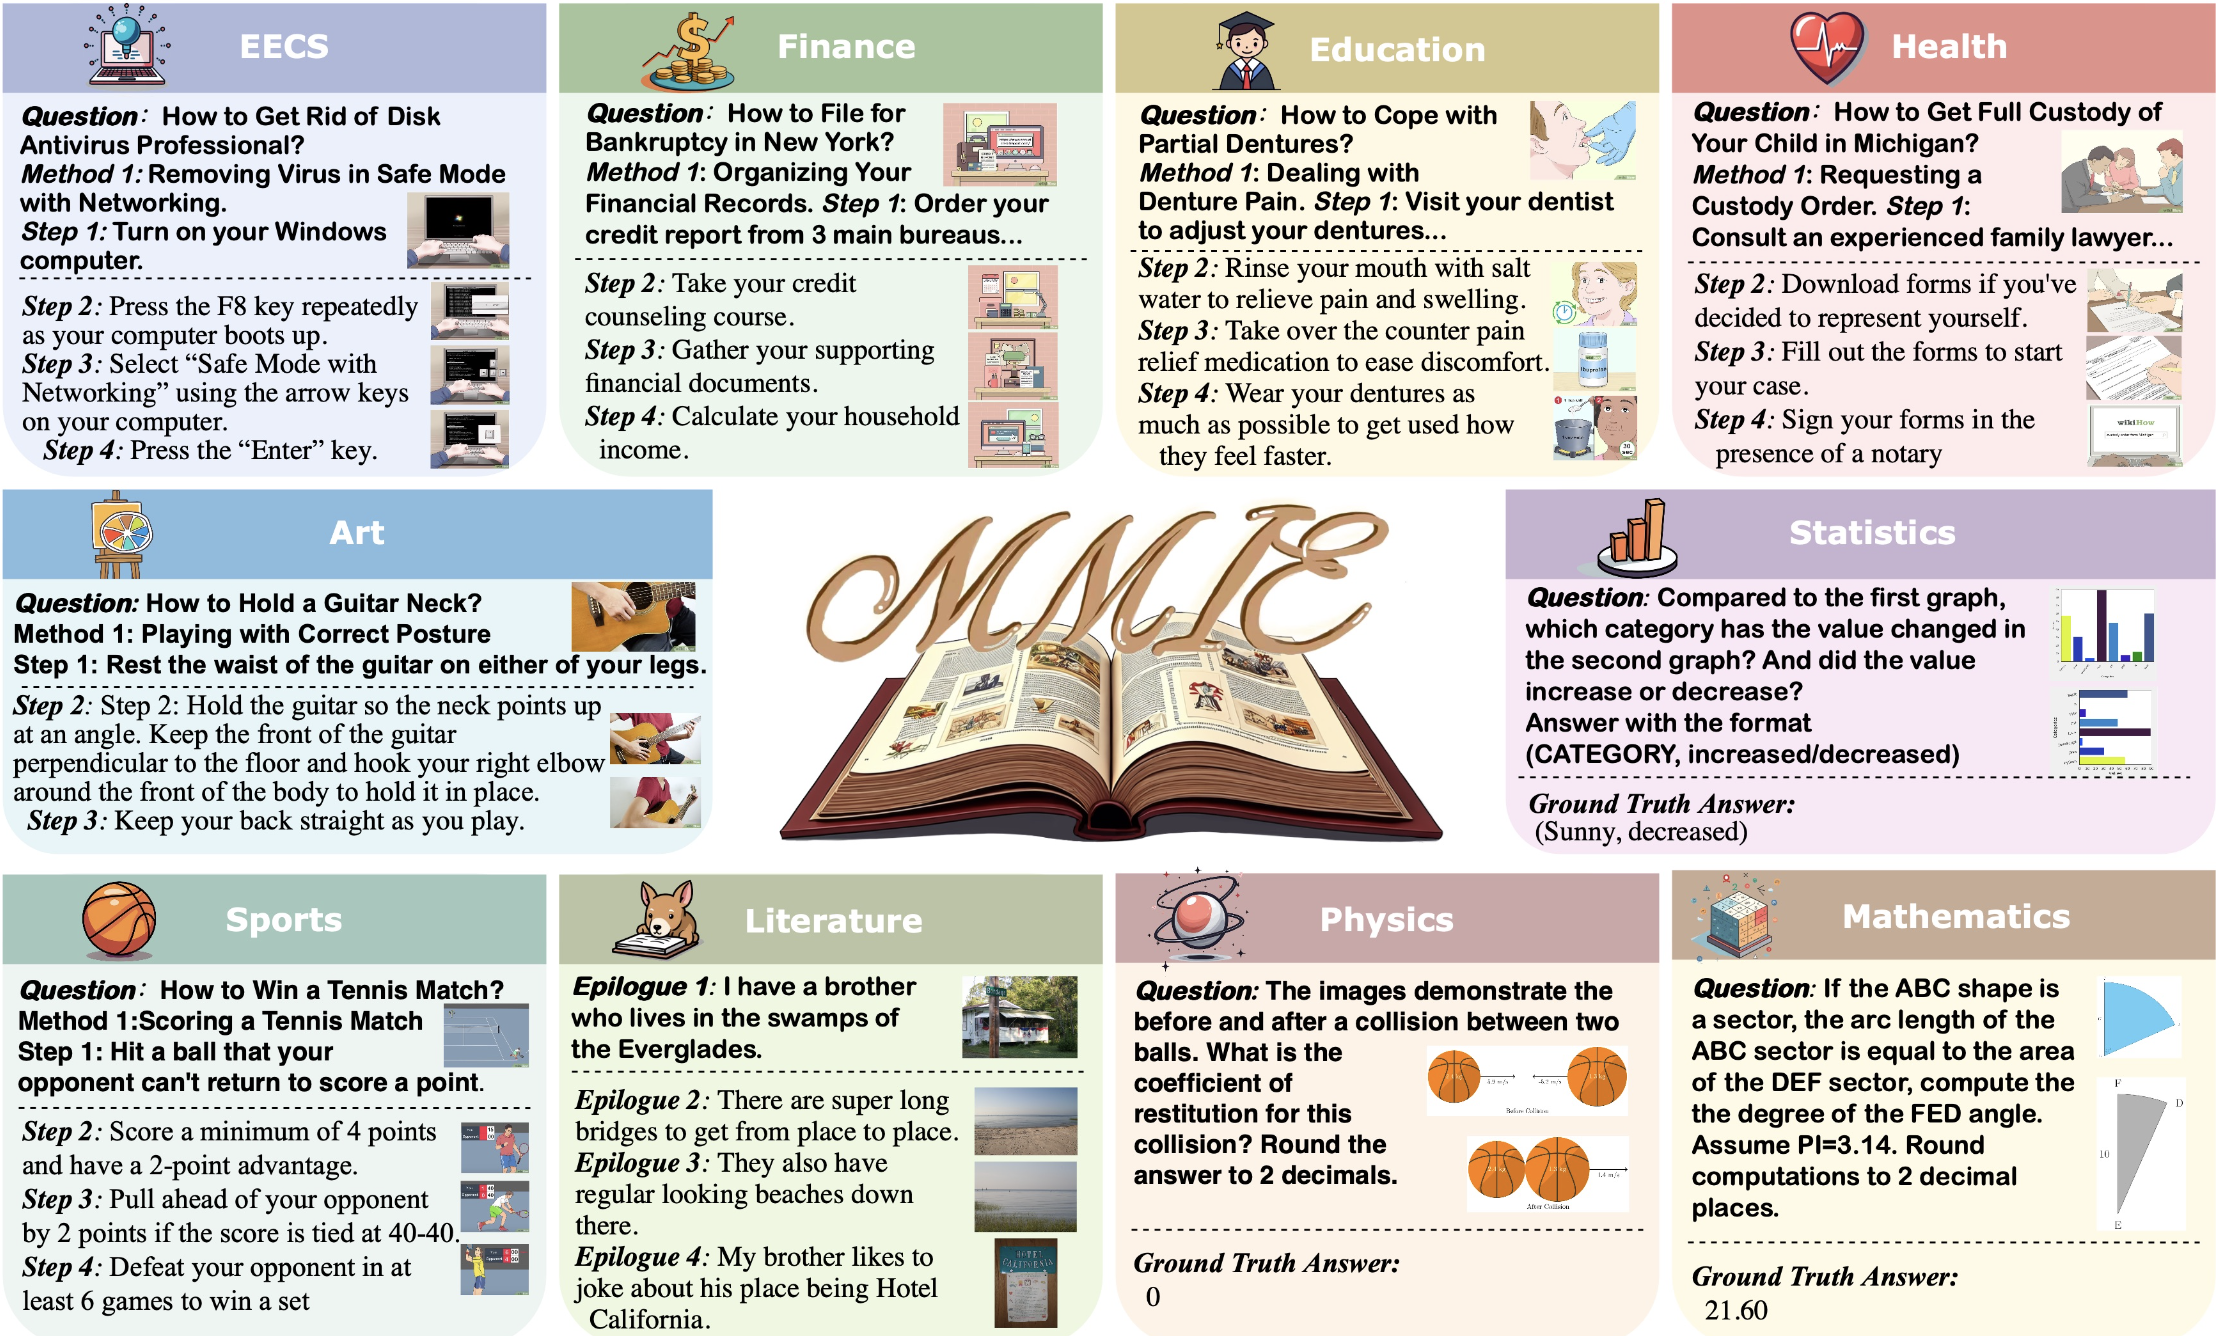 EECS
Question: How to Get Rid of Disk
Antivirus Professional?
Method 1: Removing Virus in Safe Mode
with Networking.
Step 1: Turn on your Windows
computer.
Step 2: Press the F8 key repeatedly
as your computer boots up.
Step 3: Select “Safe Mode with
Networking” using the arrow keys
on your computer.
Step 4: Press the “Enter” key.
Finance
Question: How to File for
Bankruptcy in New York?
Method 1: Organizing Your
Financial Records. Step 1: Order your
credit report from 3 main bureaus...
Step 2: Take your credit
counseling course.
Step 3: Gather your supporting
financial documents.
Step 4: Calculate your household
income.
Education
Question: How to Cope with
Partial Dentures?
Method 1: Dealing with
Denture Pain. Step 1: Visit your dentist
to adjust your dentures...
Step 2: Rinse your mouth with salt
water to relieve pain and swelling.
Step 3: Take over the counter pain
relief medication to ease discomfort.
Step 4: Wear your dentures as
much as possible to get used how
they feel faster.
Ibuprofen
Health
Question: How to Get Full Custody of
Your Child in Michigan?
Method 1: Requesting a
Custody Order. Step 1:
Consult an experienced family lawyer...
Step 2: Download forms if you've
decided to represent yourself.
Step 3: Fill out the forms to start
your case.
Step 4: Sign your forms in the
presence of a notary
wikiHow
Art
Question: How to Hold a Guitar Neck?
Method 1: Playing with Correct Posture
Step 1: Rest the waist of the guitar on either of your legs.
Step 2: Step 2: Hold the guitar so the neck points up
at an angle. Keep the front of the guitar
perpendicular to the floor and hook your right elbow
around the front of the body to hold it in place.
Step 3: Keep your back straight as you play.
MMIE
Statistics
Question: Compared to the first graph,
which category has the value changed in
the second graph? And did the value
increase or decrease?
Answer with the format
(CATEGORY, increased/decreased)
Ground Truth Answer:
(Sunny, decreased)
Sports
Question: How to Win a Tennis Match?
Method 1:Scoring a Tennis Match
Step 1: Hit a ball that your
opponent can't return to score a point.
Step 2: Score a minimum of 4 points
and have a 2-point advantage.
Step 3: Pull ahead of your opponent
by 2 points if the score is tied at 40-40.
Step 4: Defeat your opponent in at
least 6 games to win a set
Literature
Epilogue 1: I have a brother
who lives in the swamps of
the Everglades.
Epilogue 2: There are super long
bridges to get from place to place.
Epilogue 3: They also have
regular looking beaches down
there.
Epilogue 4: My brother likes to
joke about his place being Hotel
California.
HOTEL
CALIFORNIA
Physics
Question: The images demonstrate the
before and after a collision between two
balls. What is the
coefficient of
restitution for this
collision? Round the
answer to 2 decimals.
5.9 m/s
-6.2 m/s
Before Collision
1.4 m/s
After Collision
Ground Truth Answer:
0
Mathematics
Question: If the ABC shape is
a sector, the arc length of the
ABC sector is equal to the area
of the DEF sector, compute the
the degree of the FED angle.
Assume PI=3.14. Round
computations to 2 decimal
places.
F
D
10
E
Ground Truth Answer:
21.60